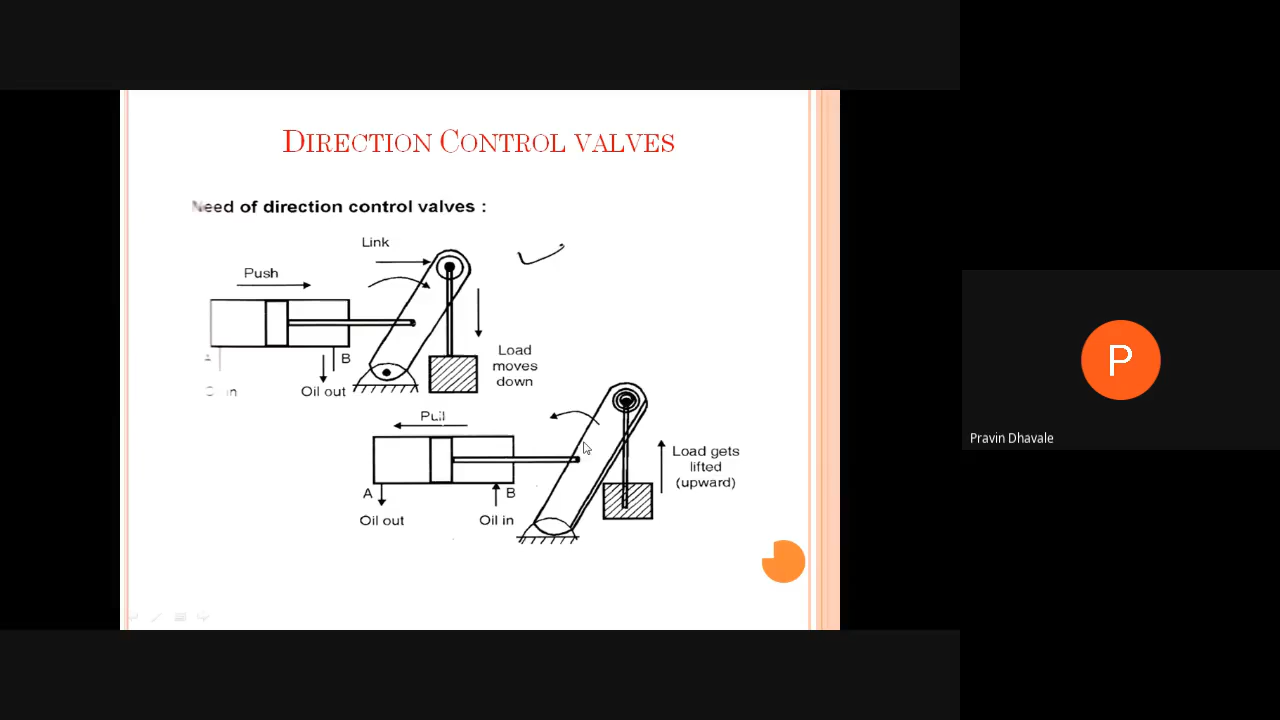 DIRECTION CONTROL VALVES
Need of direction control valves :
Link
Push
B
Oil out
Load
moves
down
Pull
A
B
Oil out
Oil in
Load gets
lifted
(upward)
P
Pravin Dhavale